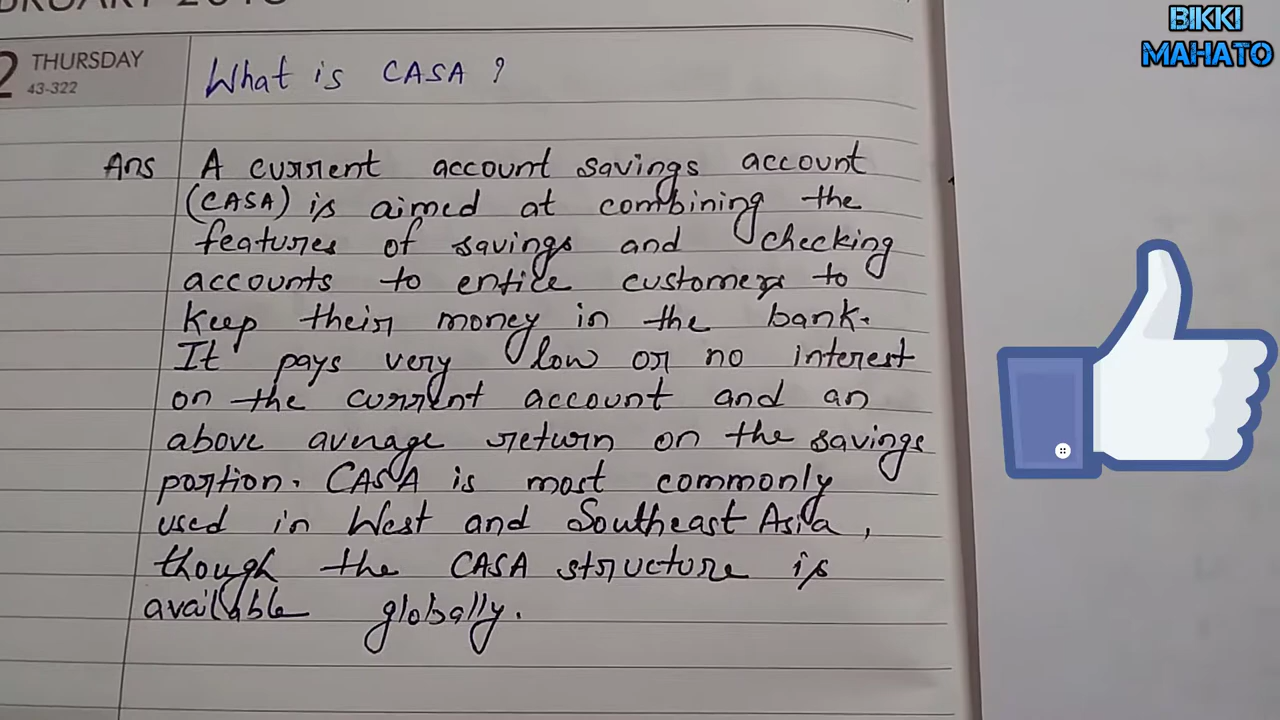 BIKKI
MAHATO
THURSDAY
43-322
What is CASA ?
Ans A current account savings account
(CASA) is aimed at combining the
features of savings and checking
accounts to entice customers to
keep their money in the bank.
It pays very low or no interest
on the current account and an
above average return on the savings
portion. CASA is most commonly
used in West and Southeast Asia,
though the CASA structure is
available globally.